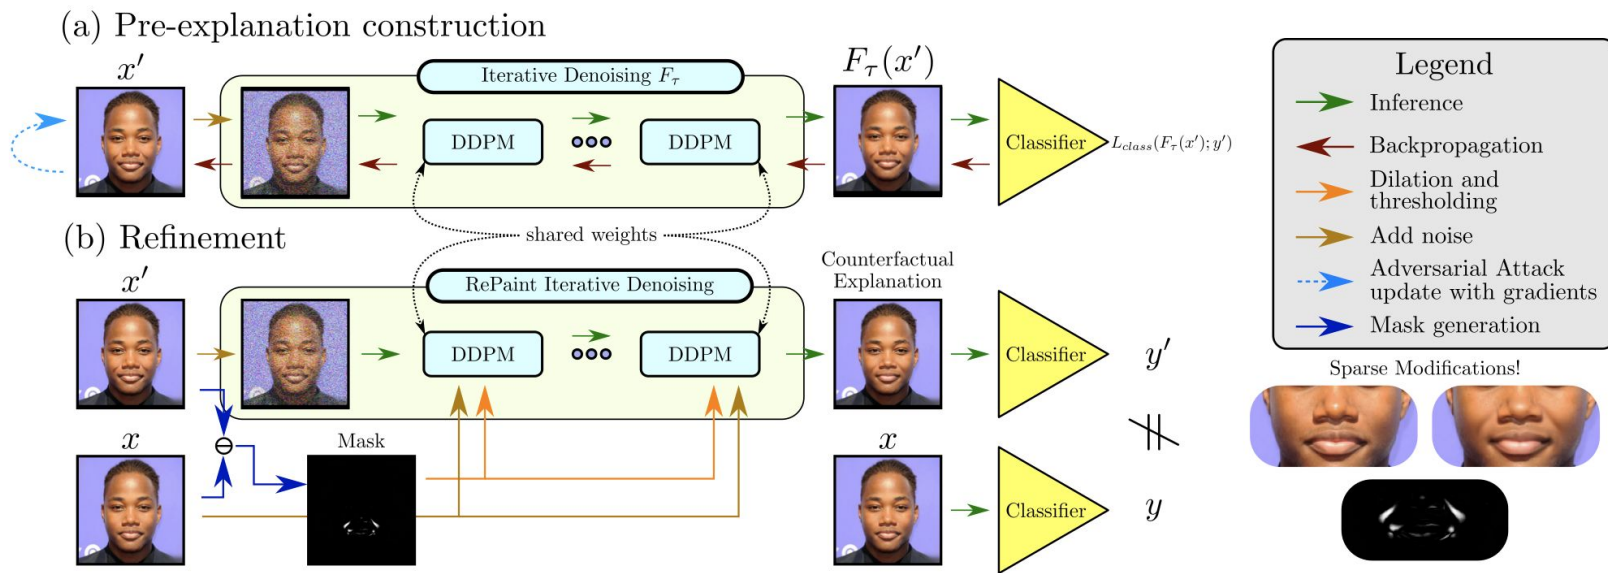 (a) Pre-explanation construction
x′
Iterative Denoising F_τ
F_τ(x′)
DDPM
DDPM
Classifier
L_class(F_τ(x′); y′)
shared weights
(b) Refinement
x′
RePaint Iterative Denoising
Counterfactual
Explanation
DDPM
DDPM
Classifier
y′
x
Mask
x
Classifier
y
Legend
Inference
Backpropagation
Dilation and
thresholding
Add noise
Adversarial Attack
update with gradients
Mask generation
Sparse Modifications!